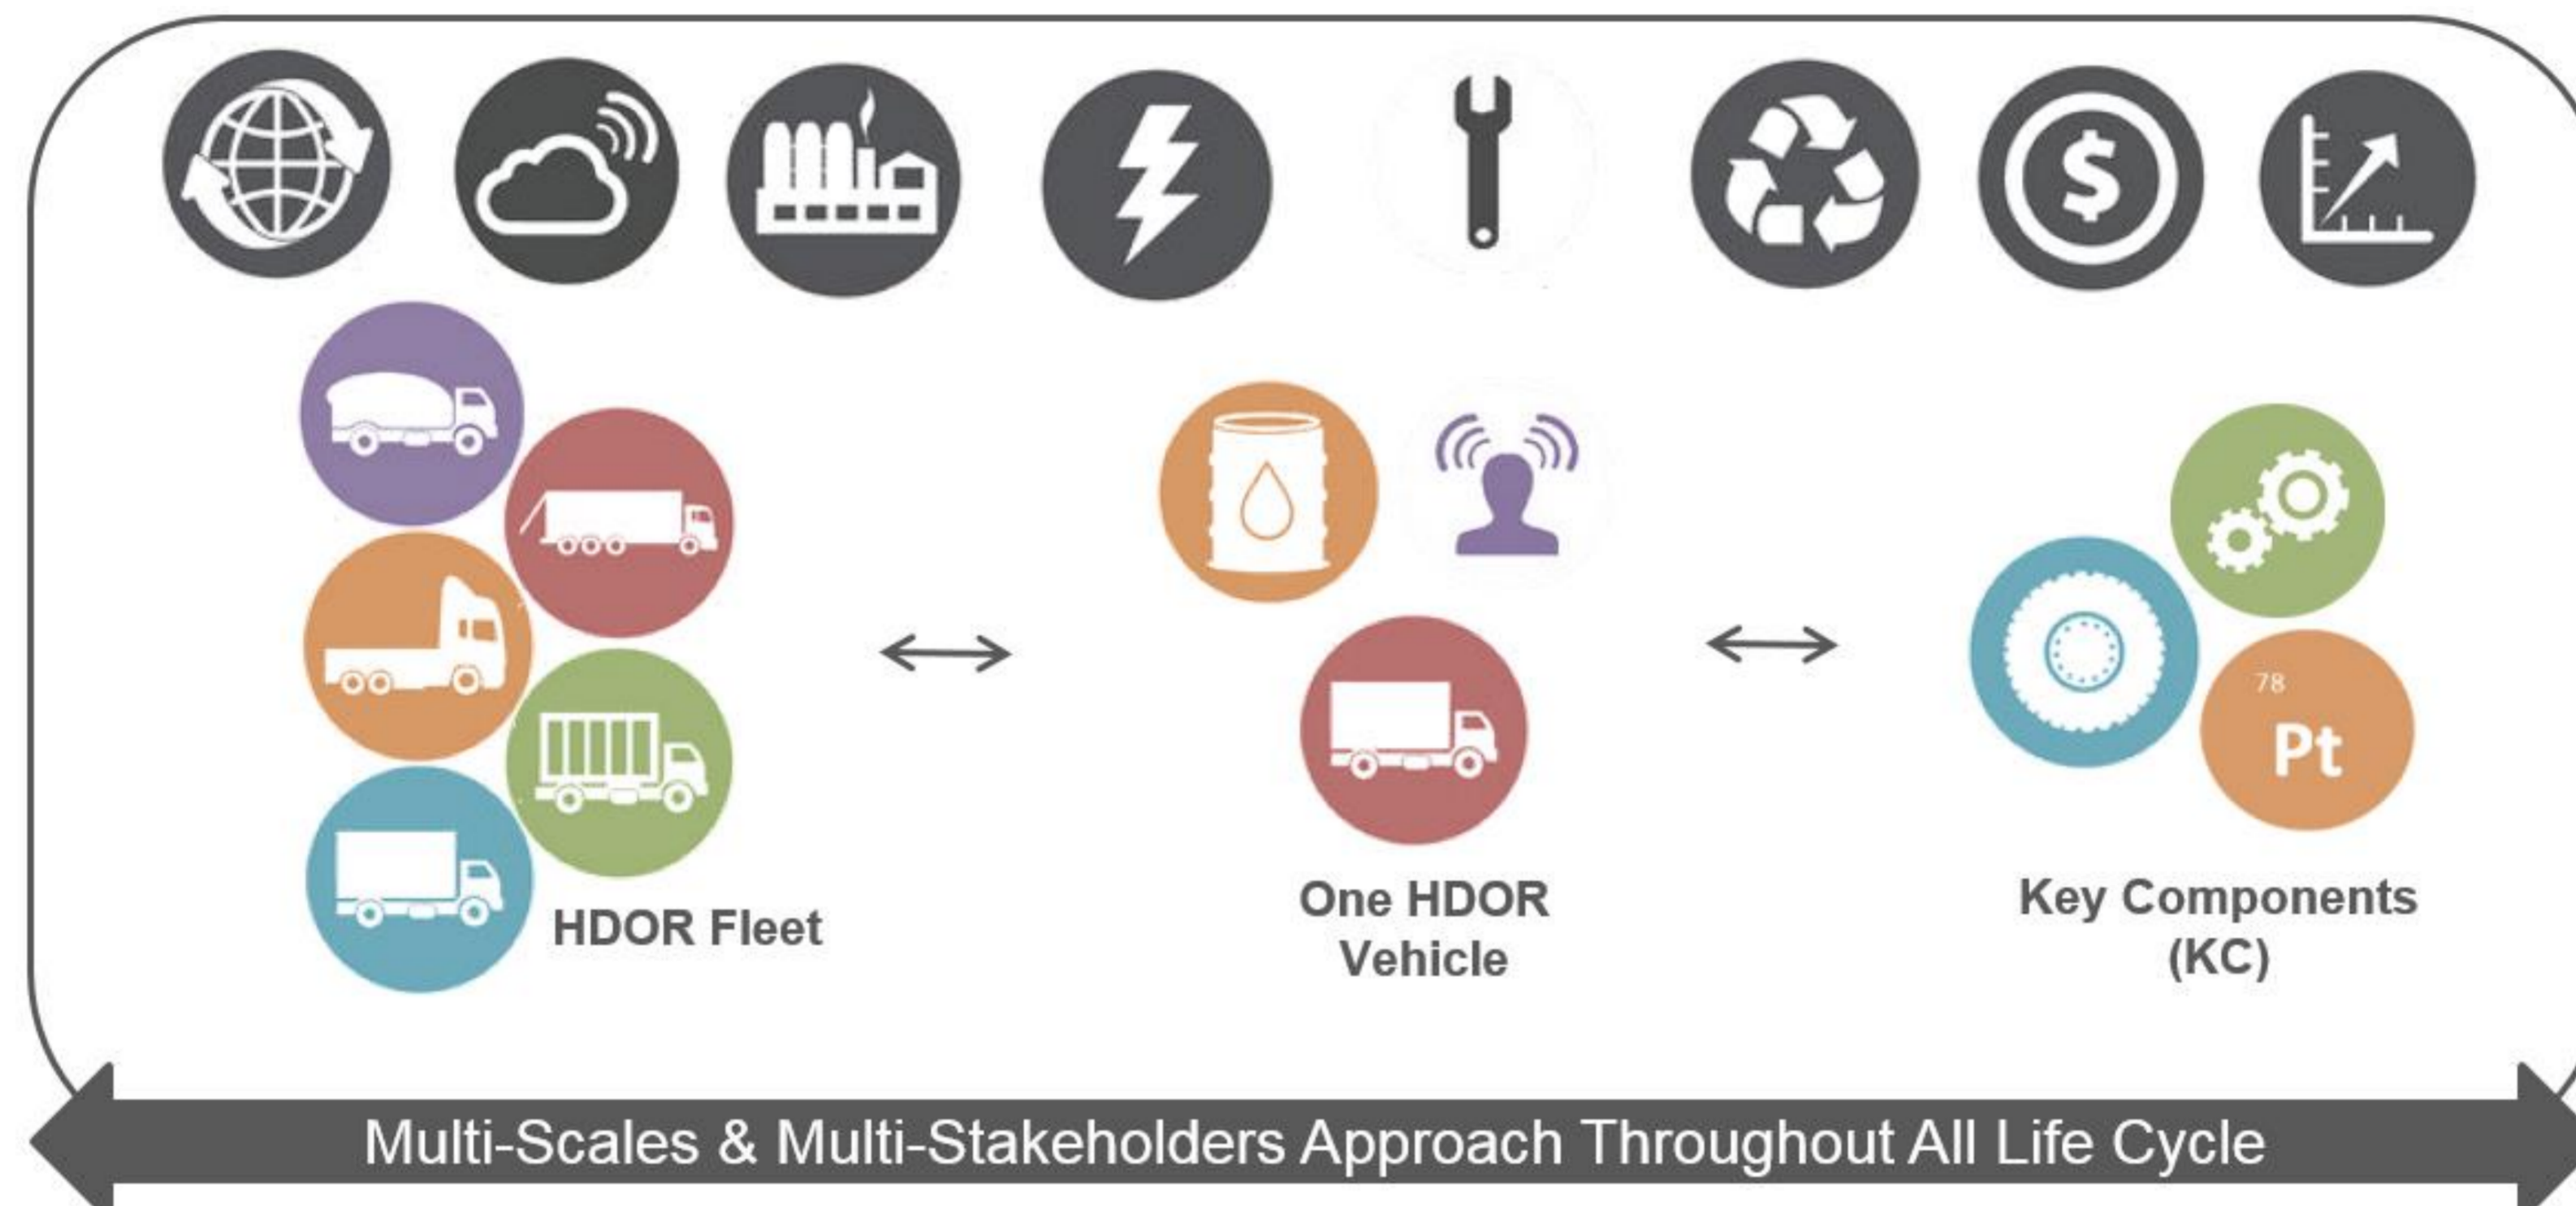 $
78
Pt
HDOR Fleet
One HDOR
Vehicle
Key Components
(KC)
Multi-Scales & Multi-Stakeholders Approach Throughout All Life Cycle